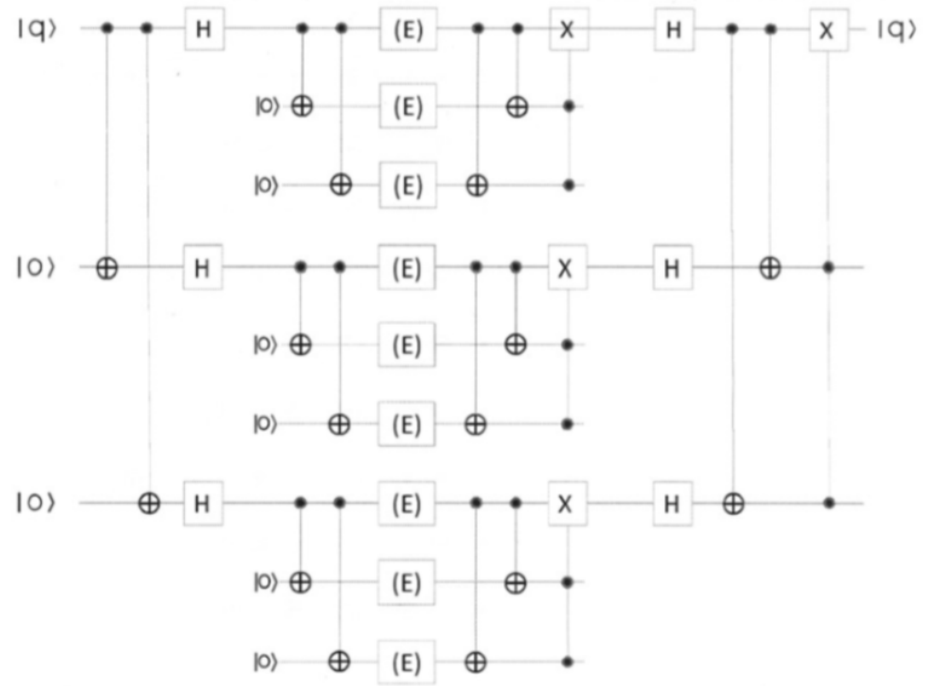 |q⟩ H (E) X H X |q⟩
|0⟩ (E)
|0⟩ (E)
|0⟩ H (E) X H
|0⟩ (E)
|0⟩ (E)
|0⟩ H (E) X H
|0⟩ (E)
|0⟩ (E)